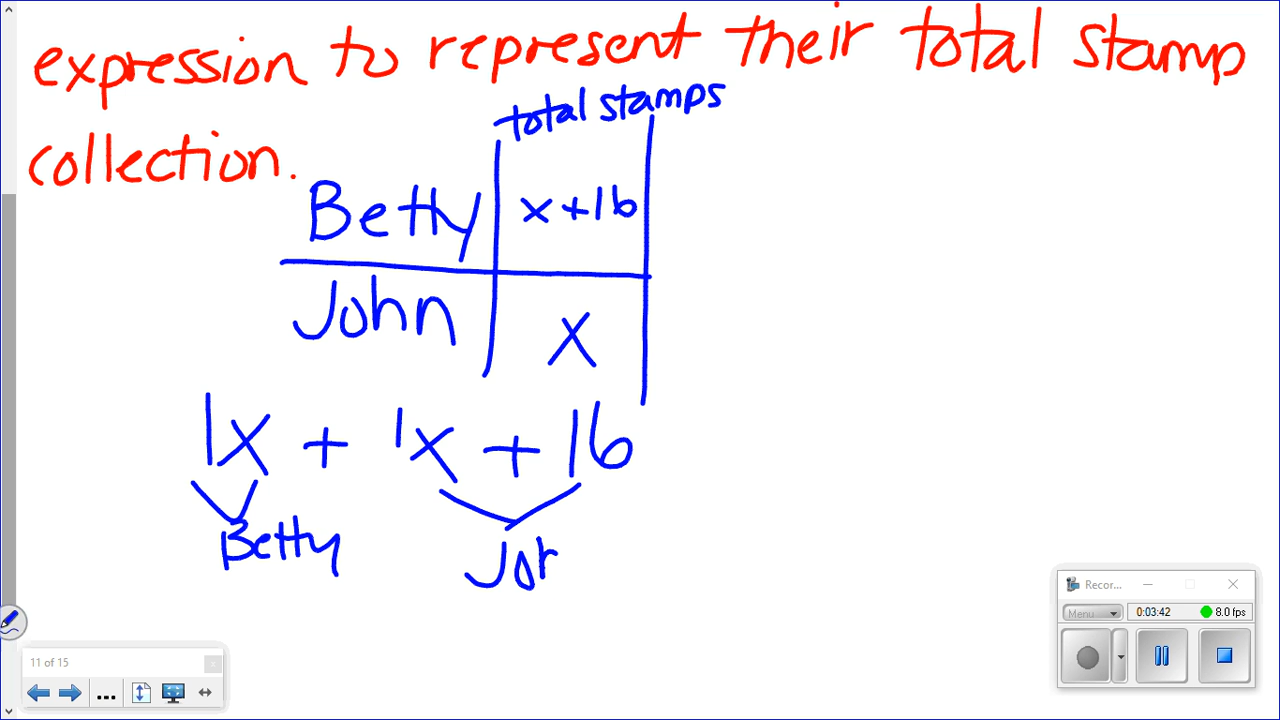 expression to represent their total stamp
collection.
total stamps
Betty x+16
John x
1x + 1x + 16
Betty
Recor...
Menu 0:03:42 8.0 fps
11 of 15